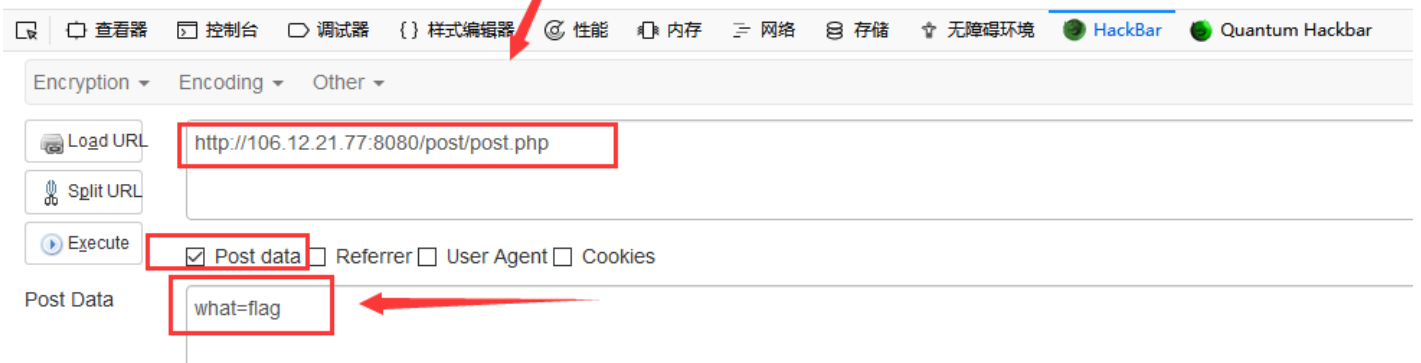 查看器 控制台 调试器 {} 样式编辑器 性能 内存 网络 存储 无障碍环境 HackBar Quantum Hackbar
Encryption Encoding Other
Load URL http://106.12.21.77:8080/post/post.php
Split URL
Execute
Post data Referrer User Agent Cookies
Post Data what=flag